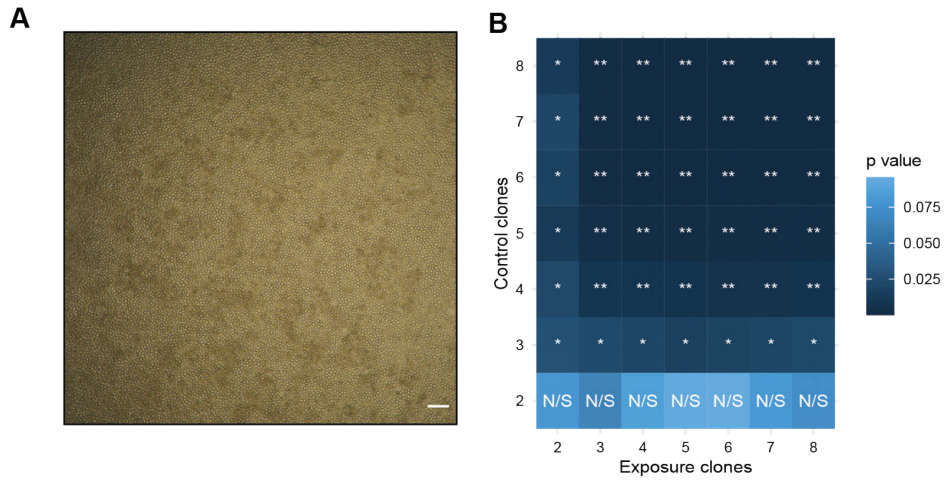 A
B
8 * ** ** ** ** ** **
7 * ** ** ** ** ** **
6 * ** ** ** ** ** **
5 * ** ** ** ** ** **
4 * ** ** ** ** ** **
3 * * * * * * *
2 N/S N/S N/S N/S N/S N/S N/S
2 3 4 5 6 7 8
Control clones
Exposure clones
p value
0.075
0.050
0.025